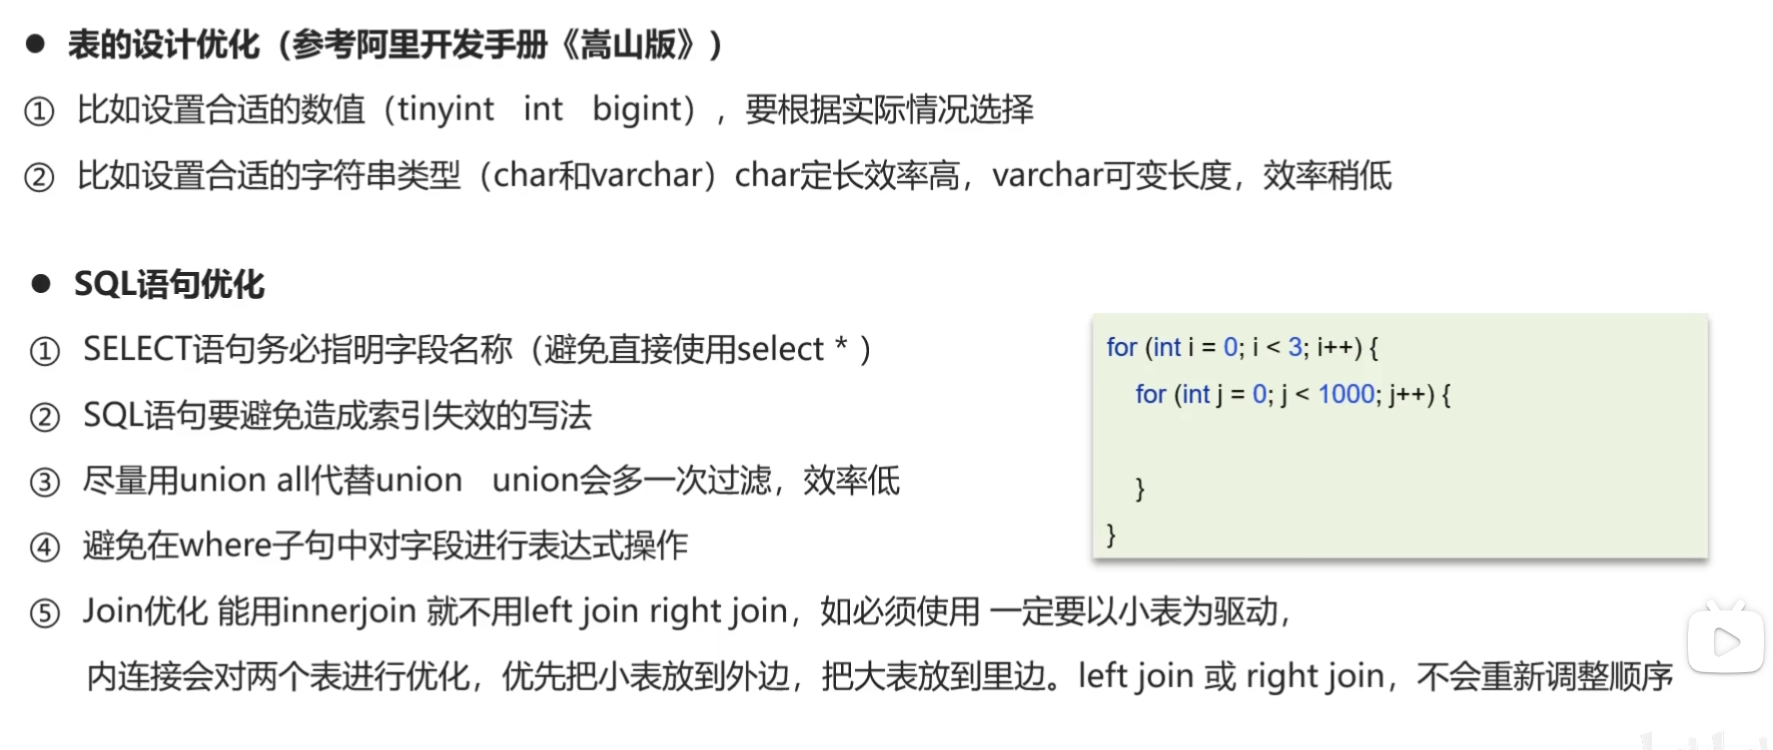 ● 表的设计优化（参考阿里开发手册《嵩山版》）
① 比如设置合适的数值（tinyint int bigint），要根据实际情况选择
② 比如设置合适的字符串类型（char和varchar）char定长效率高，varchar可变长度，效率稍低
● SQL语句优化
① SELECT语句务必指明字段名称（避免直接使用select * ）
② SQL语句要避免造成索引失效的写法
③ 尽量用union all代替union union会多一次过滤，效率低
④ 避免在where子句中对字段进行表达式操作
⑤ Join优化 能用innerjoin 就不用left join right join，如必须使用 一定要以小表为驱动，
内连接会对两个表进行优化，优先把小表放到外边，把大表放到里边。left join 或 right join，不会重新调整顺序
for (int i = 0; i < 3; i++) {
for (int j = 0; j < 1000; j++) {
}
}